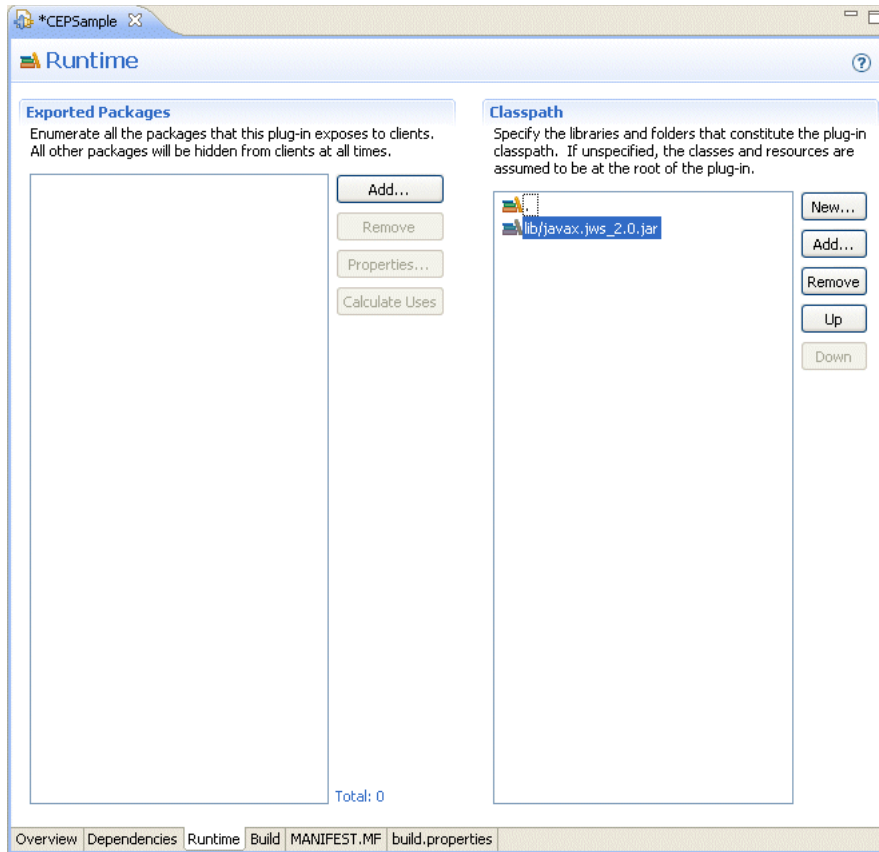 *CEPSample
Runtime
Exported Packages
Enumerate all the packages that this plug-in exposes to clients.
All other packages will be hidden from clients at all times.
Add...
Remove
Properties...
Calculate Uses
Total: 0
Classpath
Specify the libraries and folders that constitute the plug-in
classpath. If unspecified, the classes and resources are
assumed to be at the root of the plug-in.
.
lib/javax.jws_2.0.jar
New...
Add...
Remove
Up
Down
Overview Dependencies Runtime Build MANIFEST.MF build.properties